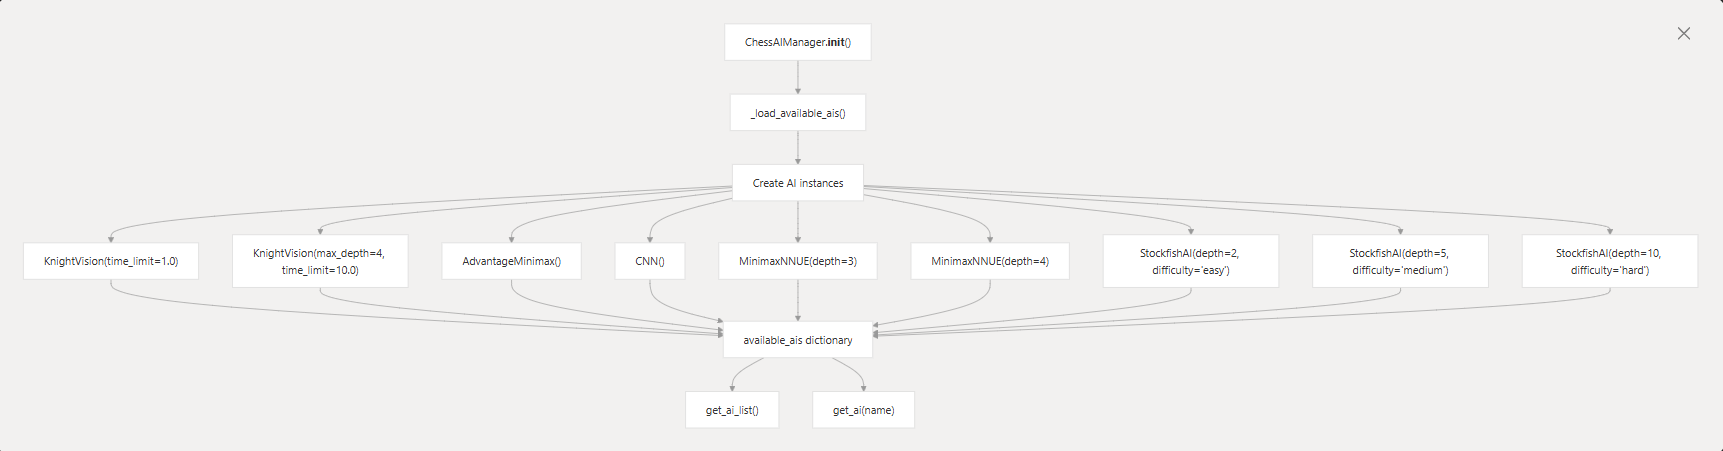 ChessAIManager.init()
_load_available_ais()
Create AI instances
KnightVision(time_limit=1.0)
KnightVision(max_depth=4,
time_limit=10.0)
AdvantageMinimax()
CNN()
MinimaxNNUE(depth=3)
MinimaxNNUE(depth=4)
StockfishAI(depth=2,
difficulty='easy')
StockfishAI(depth=5,
difficulty='medium')
StockfishAI(depth=10,
difficulty='hard')
available_ais dictionary
get_ai_list()
get_ai(name)